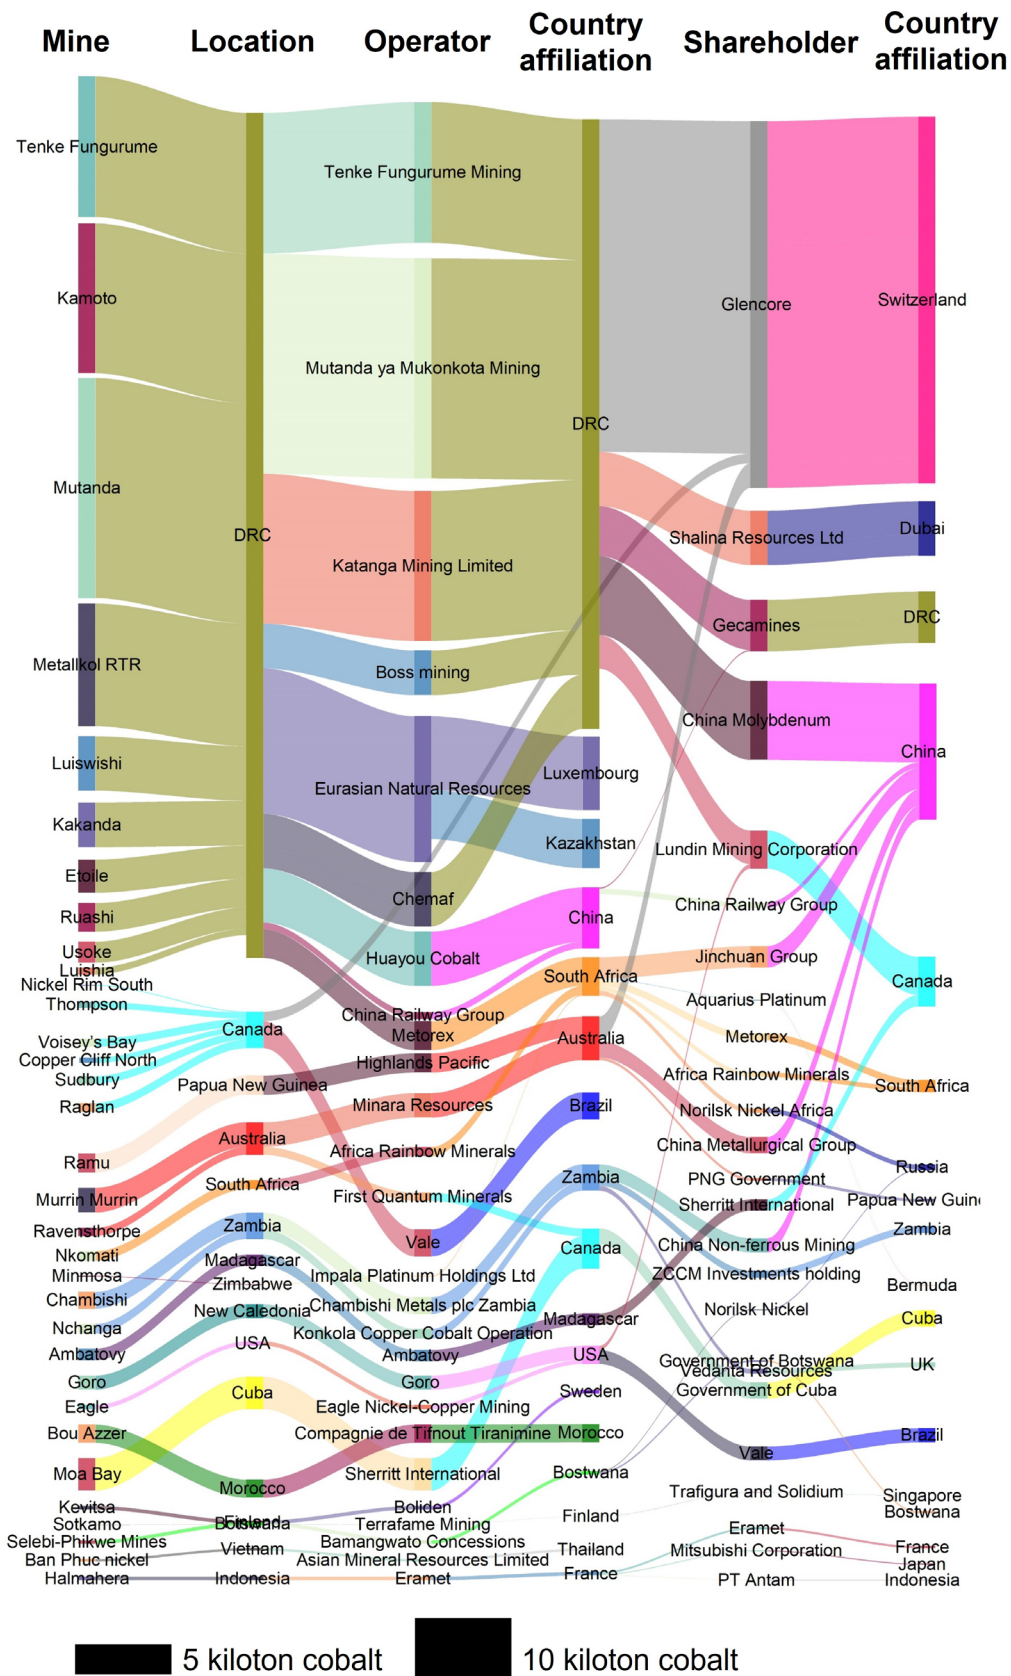 Mine
Location
Operator
Country
affiliation
Shareholder
Country
affiliation
Tenke Fungurume
Kamoto
Mutanda
Metallkol RTR
Luiswishi
Kakanda
Etoile
Ruashi
Usoke
Luishia
Nickel Rim South
Thompson
Voisey's Bay
Copper Cliff North
Sudbury
Raglan
Ramu
Murrin Murrin
Ravensthorpe
Nkomati
Minmosa
Chambishi
Nchanga
Ambatovy
Goro
Eagle
Bou Azzer
Moa Bay
Kevitsa
Sotkamo
Selebi-Phikwe Mines
Ban Phuc nickel
Halmahera
DRC
Canada
Papua New Guinea
Australia
South Africa
Zambia
Madagascar
Zimbabwe
New Caledonia
USA
Cuba
Morocco
Finland
Botswana
Vietnam
Indonesia
Tenke Fungurume Mining
Mutanda ya Mukonkota Mining
Katanga Mining Limited
Boss mining
Eurasian Natural Resources
Chemaf
Huayou Cobalt
China Railway Group
Metorex
Highlands Pacific
Minara Resources
Africa Rainbow Minerals
First Quantum Minerals
Vale
Impala Platinum Holdings Ltd
Chambishi Metals plc Zambia
Konkola Copper Cobalt Operation
Ambatovy
Goro
Eagle Nickel-Copper Mining
Compagnie de Tifnout Tiranimine
Sherritt International
Boliden
Terrafame Mining
Bamangwato Concessions
Asian Mineral Resources Limited
Eramet
DRC
Luxembourg
Kazakhstan
China
South Africa
Australia
Brazil
Zambia
Canada
Madagascar
USA
Sweden
Morocco
Bostwana
Finland
Thailand
France
Glencore
Shalina Resources Ltd
Gecamines
China Molybdenum
Lundin Mining Corporation
China Railway Group
Jinchuan Group
Aquarius Platinum
Metorex
Africa Rainbow Minerals
Norilsk Nickel Africa
China Metallurgical Group
PNG Government
Sherritt International
China Non-ferrous Mining
ZCCM Investments holding
Norilsk Nickel
Government of Botswana
Vedanta Resources
Government of Cuba
Vale
Trafigura and Solidium
Eramet
Mitsubishi Corporation
PT Antam
Switzerland
Dubai
DRC
China
Canada
South Africa
Russia
Papua New Guin
Zambia
Bermuda
Cuba
UK
Brazil
Singapore
Botswana
France
Japan
Indonesia
5 kiloton cobalt
10 kiloton cobalt